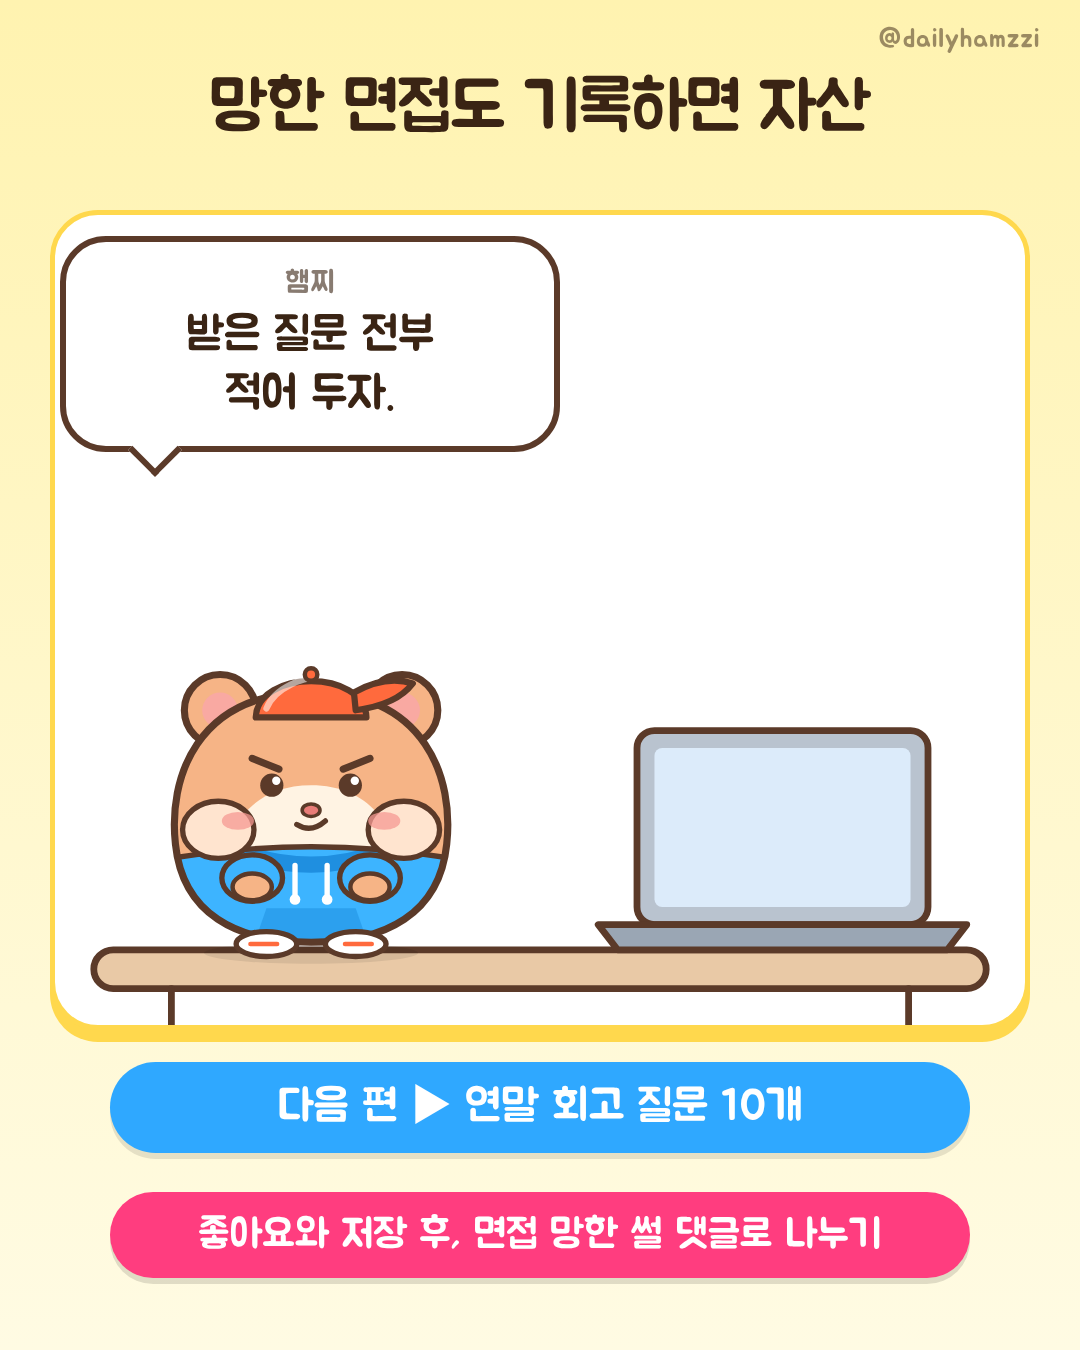 @dailyhamzzi
망한 면접도 기록하면 자산
햄찌
받은 질문 전부
적어 두자.
다음 편 ▶ 연말 회고 질문 10개
좋아요와 저장 후, 면접 망한 썰 댓글로 나누기